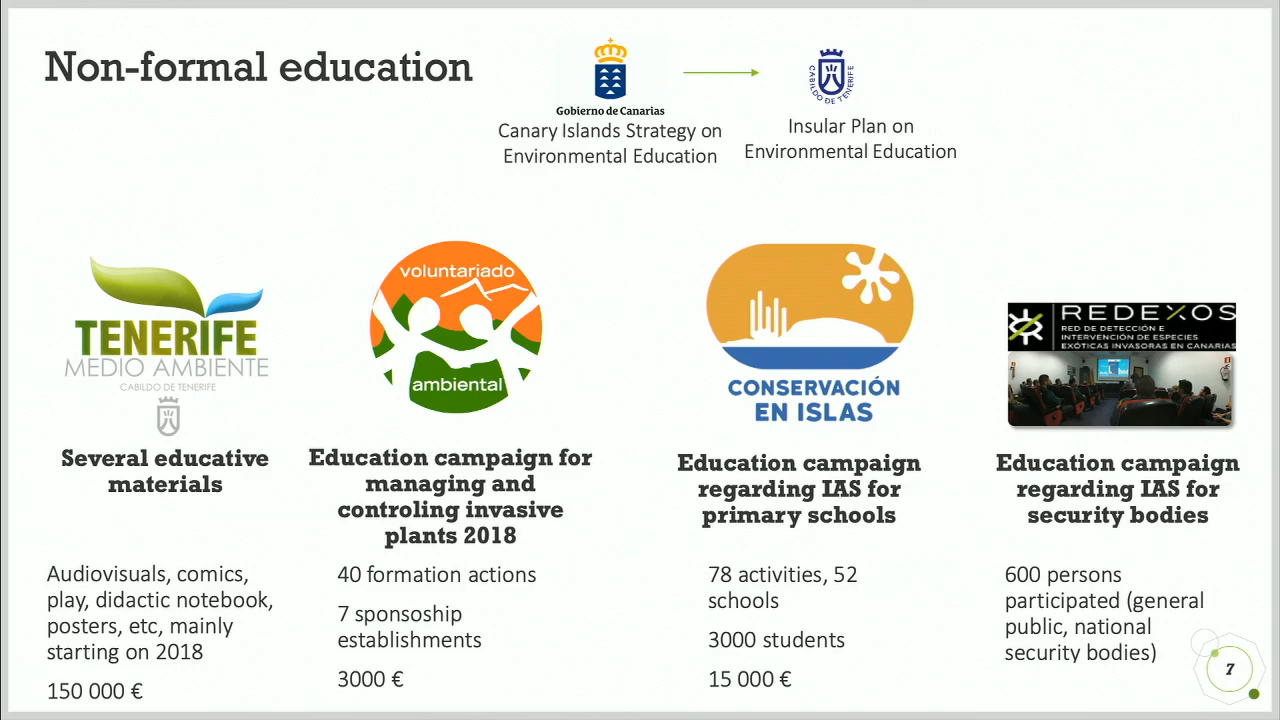 Non-formal education
Gobierno de Canarias
Canary Islands Strategy on
Environmental Education
CABILDO DE TENERIFE
Insular Plan on
Environmental Education
TENERIFE
MEDIO AMBIENTE
CABILDO DE TENERIFE
Several educative
materials
Audiovisuals, comics,
play, didactic notebook,
posters, etc, mainly
starting on 2018
150 000 €
voluntariado
ambiental
Education campaign for
managing and
controling invasive
plants 2018
40 formation actions
7 sponsoship
establishments
3000 €
CONSERVACIÓN
EN ISLAS
Education campaign
regarding IAS for
primary schools
78 activities, 52
schools
3000 students
15 000 €
REDEXOS
RED DE DETECCIÓN E
INTERVENCIÓN DE ESPECIES
EXÓTICAS INVASORAS EN CANARIAS
Education campaign
regarding IAS for
security bodies
600 persons
participated (general
public, national
security bodies)
7